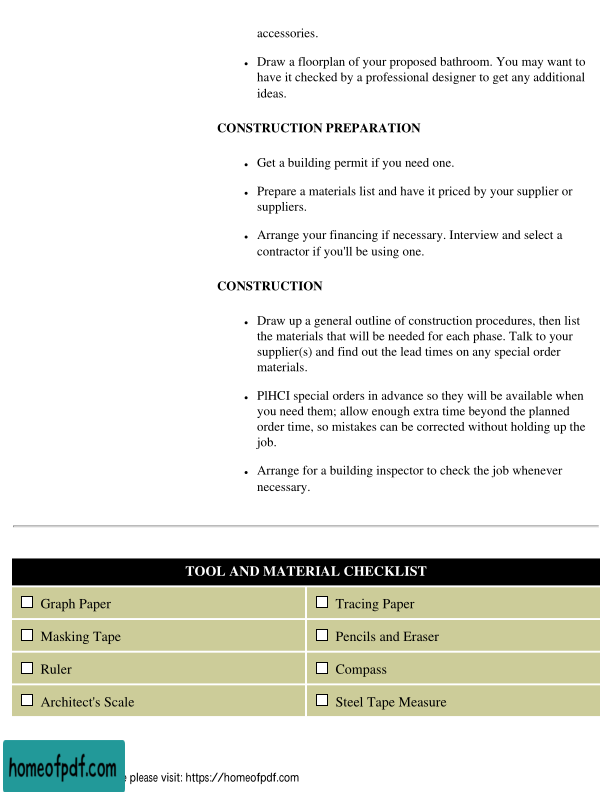 accessories.
• Draw a floorplan of your proposed bathroom. You may want to
have it checked by a professional designer to get any additional
ideas.
CONSTRUCTION PREPARATION
• Get a building permit if you need one.
• Prepare a materials list and have it priced by your supplier or
suppliers.
• Arrange your financing if necessary. Interview and select a
contractor if you'll be using one.
CONSTRUCTION
• Draw up a general outline of construction procedures, then list
the materials that will be needed for each phase. Talk to your
supplier(s) and find out the lead times on any special order
materials.
• PlHCI special orders in advance so they will be available when
you need them; allow enough extra time beyond the planned
order time, so mistakes can be corrected without holding up the
job.
• Arrange for a building inspector to check the job whenever
necessary.
TOOL AND MATERIAL CHECKLIST
Graph Paper
Tracing Paper
Masking Tape
Pencils and Eraser
Ruler
Compass
Architect's Scale
Steel Tape Measure
homeofpdf.com
please visit: https://homeofpdf.com